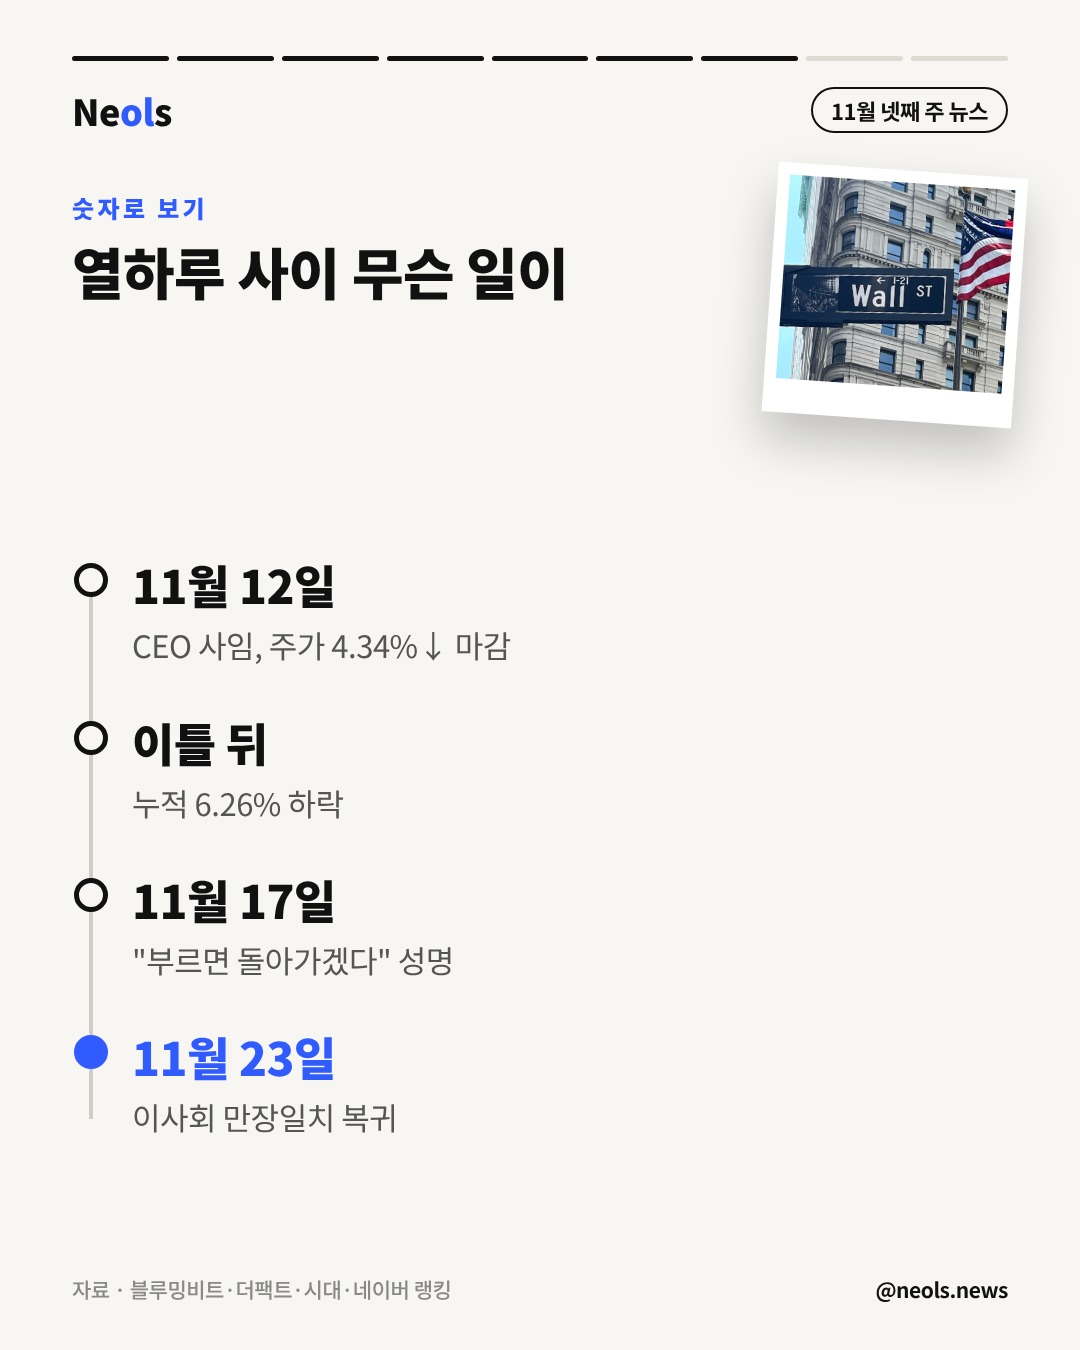 Neols
11월 넷째 주 뉴스
숫자로 보기
열하루 사이 무슨 일이
← 1-21
Wall ST
11월 12일
CEO 사임, 주가 4.34%↓ 마감
이틀 뒤
누적 6.26% 하락
11월 17일
"부르면 돌아가겠다" 성명
11월 23일
이사회 만장일치 복귀
자료 · 블루밍비트·더팩트·시대·네이버 랭킹
@neols.news